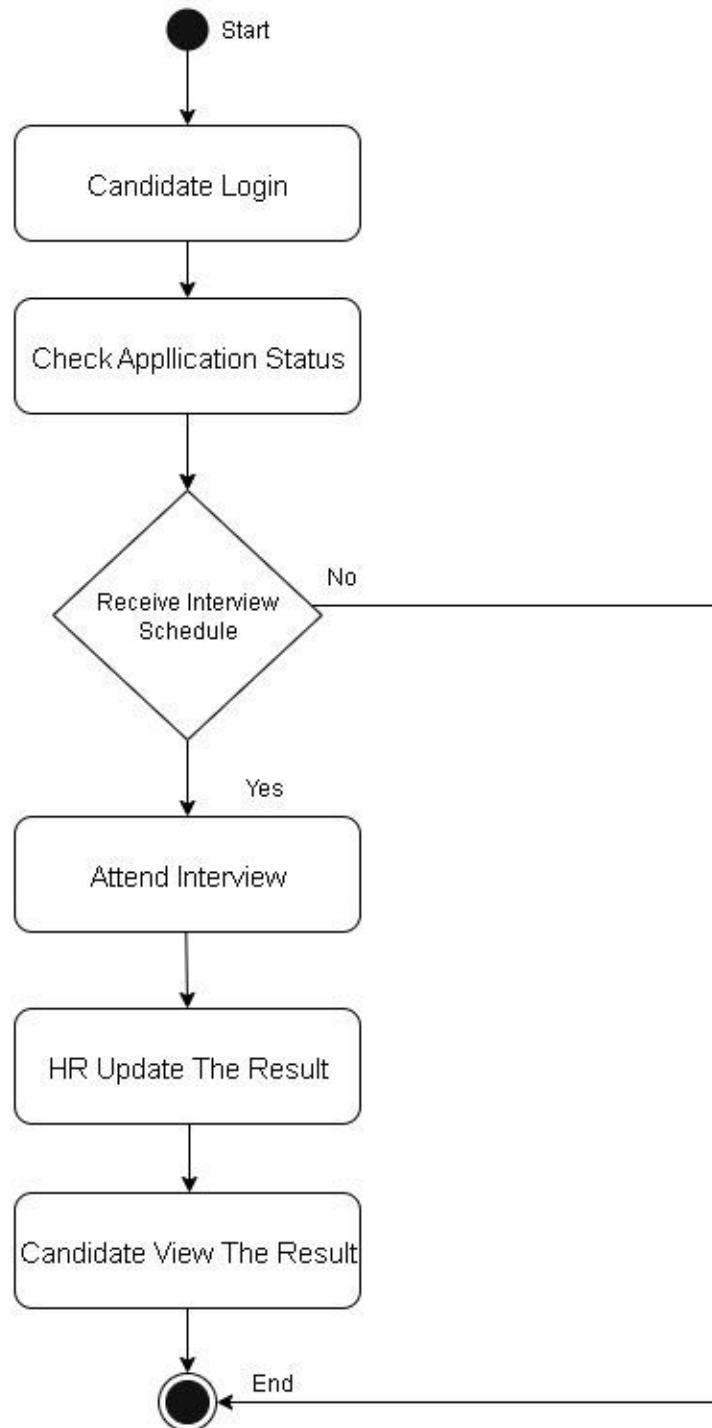 Start
Candidate Login
Check Appllication Status
Receive Interview
Schedule
No
Yes
Attend Interview
HR Update The Result
Candidate View The Result
End